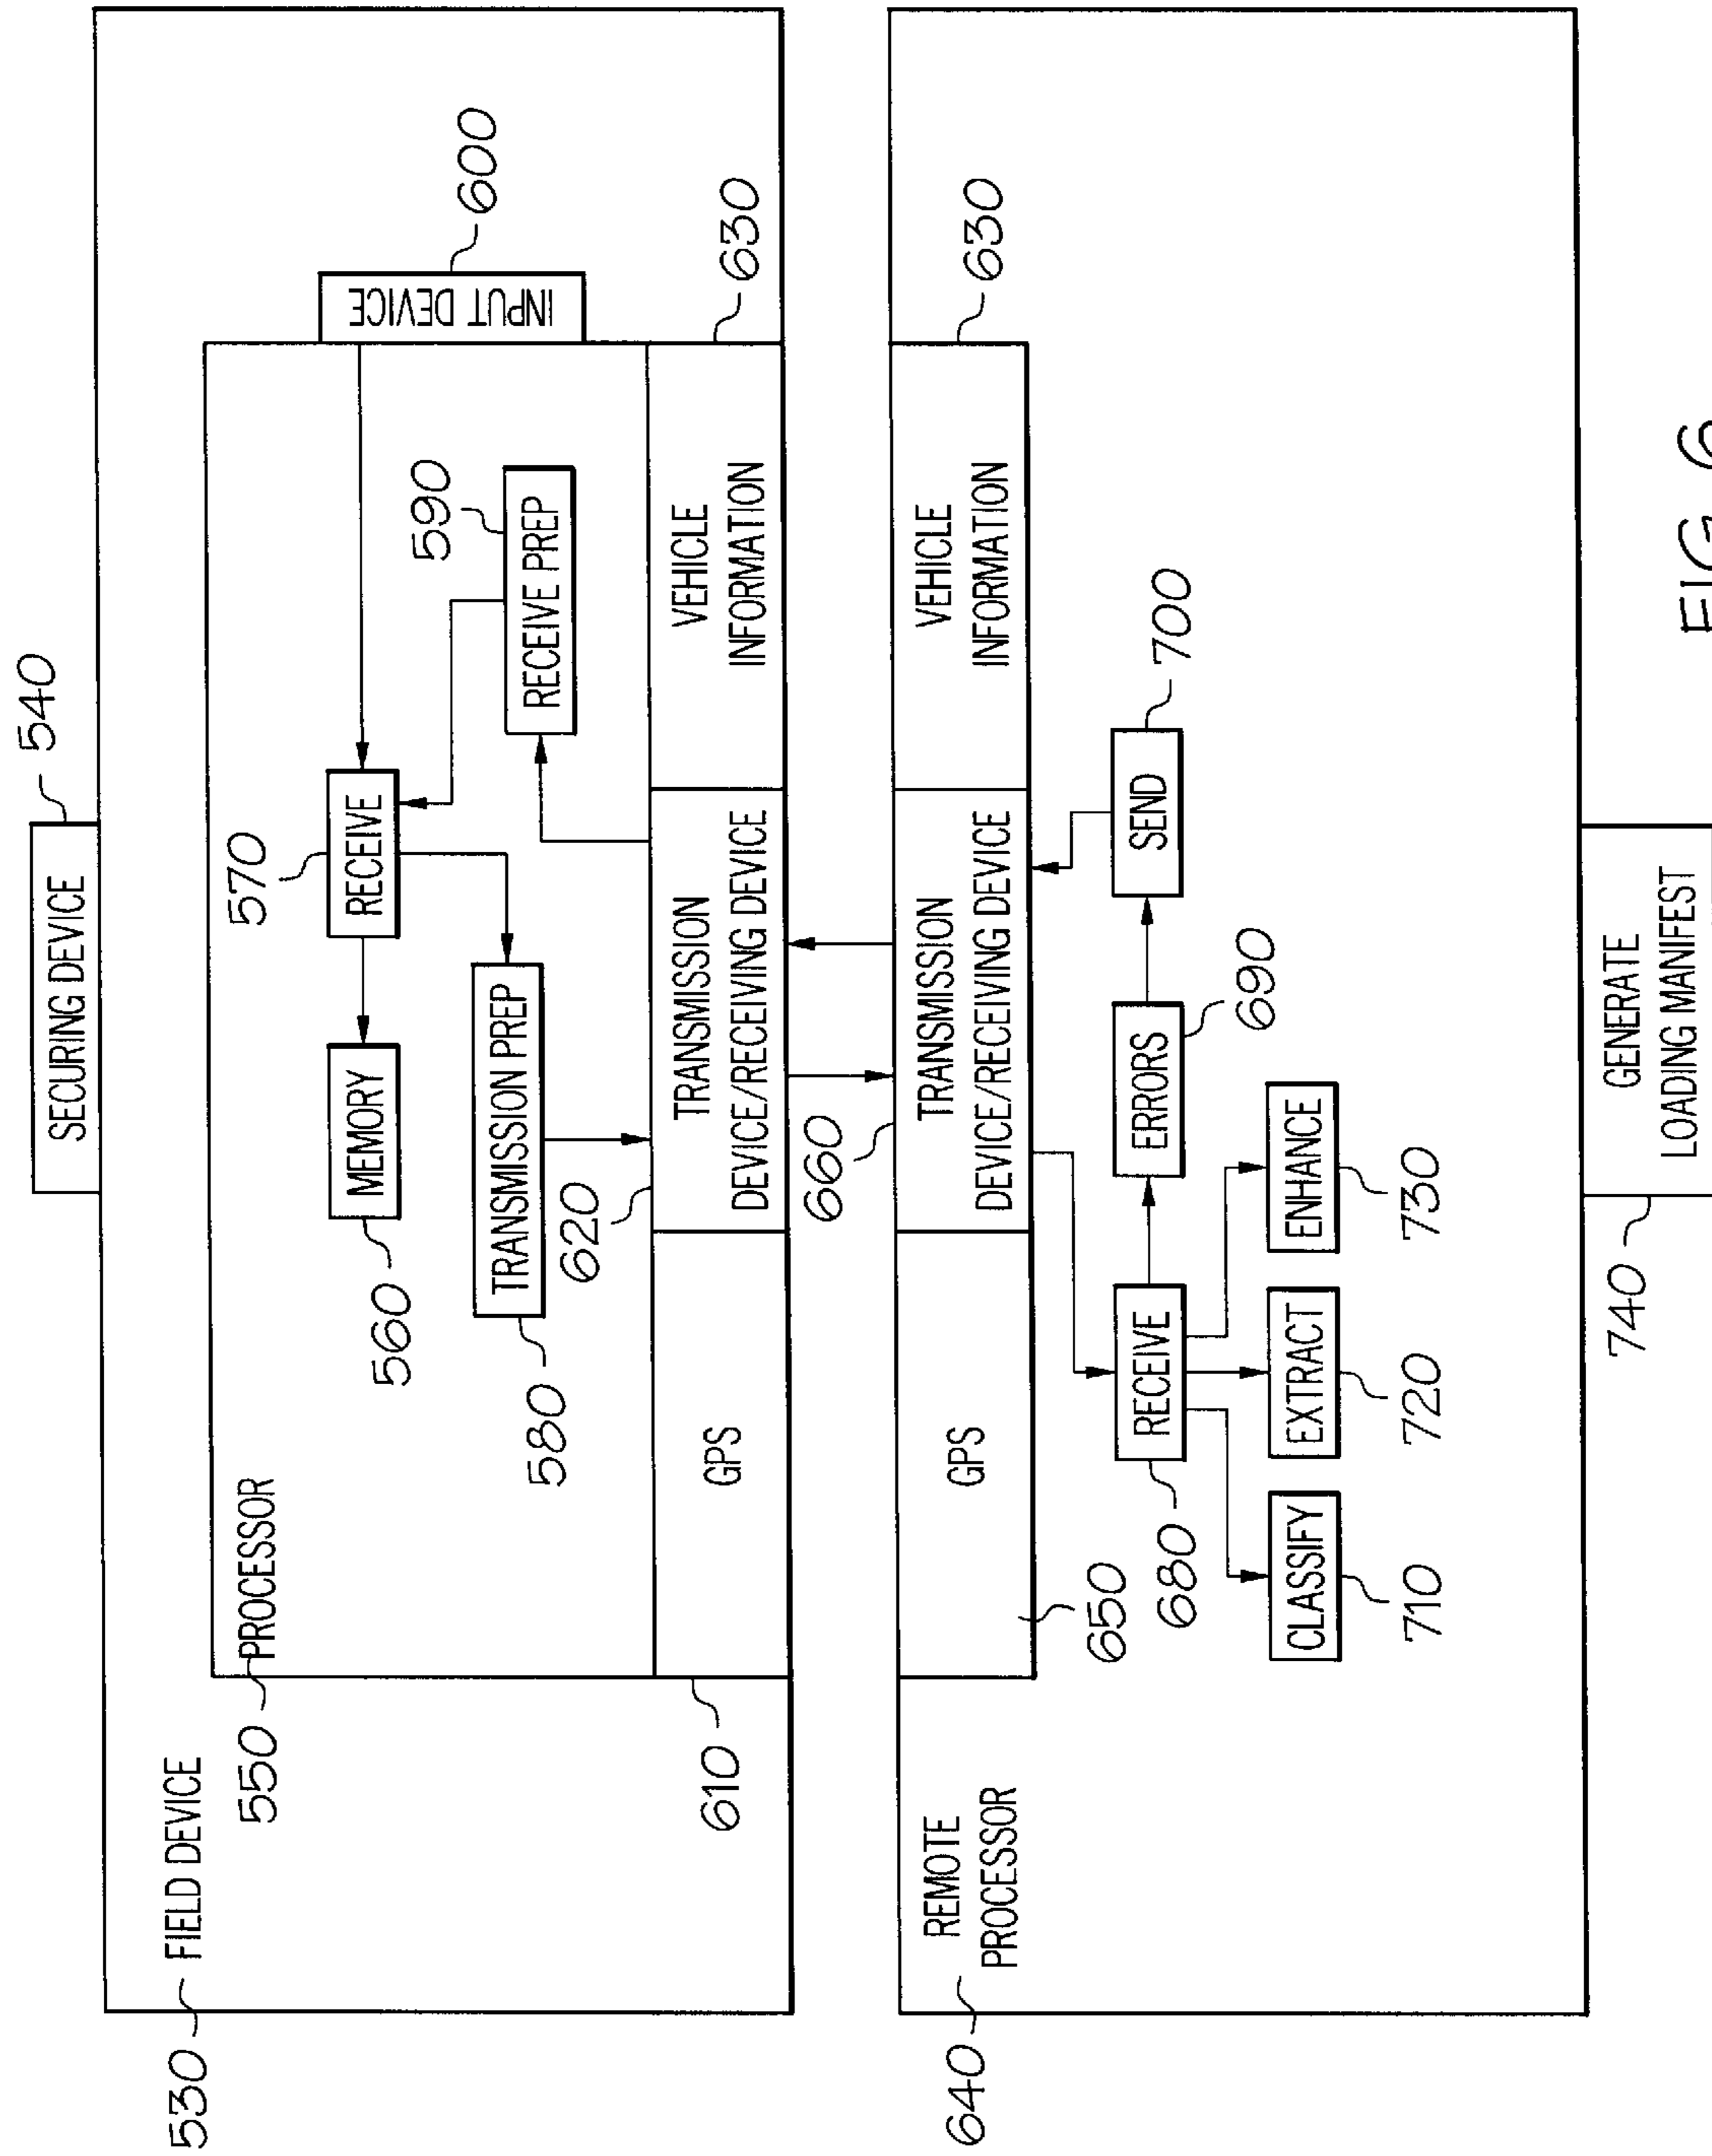 540
SECURING DEVICE
530
FIELD DEVICE
550
PROCESSOR
570
RECEIVE
MEMORY
560
INPUT DEVICE
600
590
RECEIVE PREP
TRANSMISSION PREP
580
620
610
GPS
TRANSMISSION
DEVICE/RECEIVING DEVICE
VEHICLE
INFORMATION
630
640
REMOTE
PROCESSOR
660
GPS
650
TRANSMISSION
DEVICE/RECEIVING DEVICE
VEHICLE
INFORMATION
630
680
RECEIVE
ERRORS
690
SEND
700
CLASSIFY
710
EXTRACT
720
ENHANCE
730
740
GENERATE
LOADING MANIFEST
FIG. 6